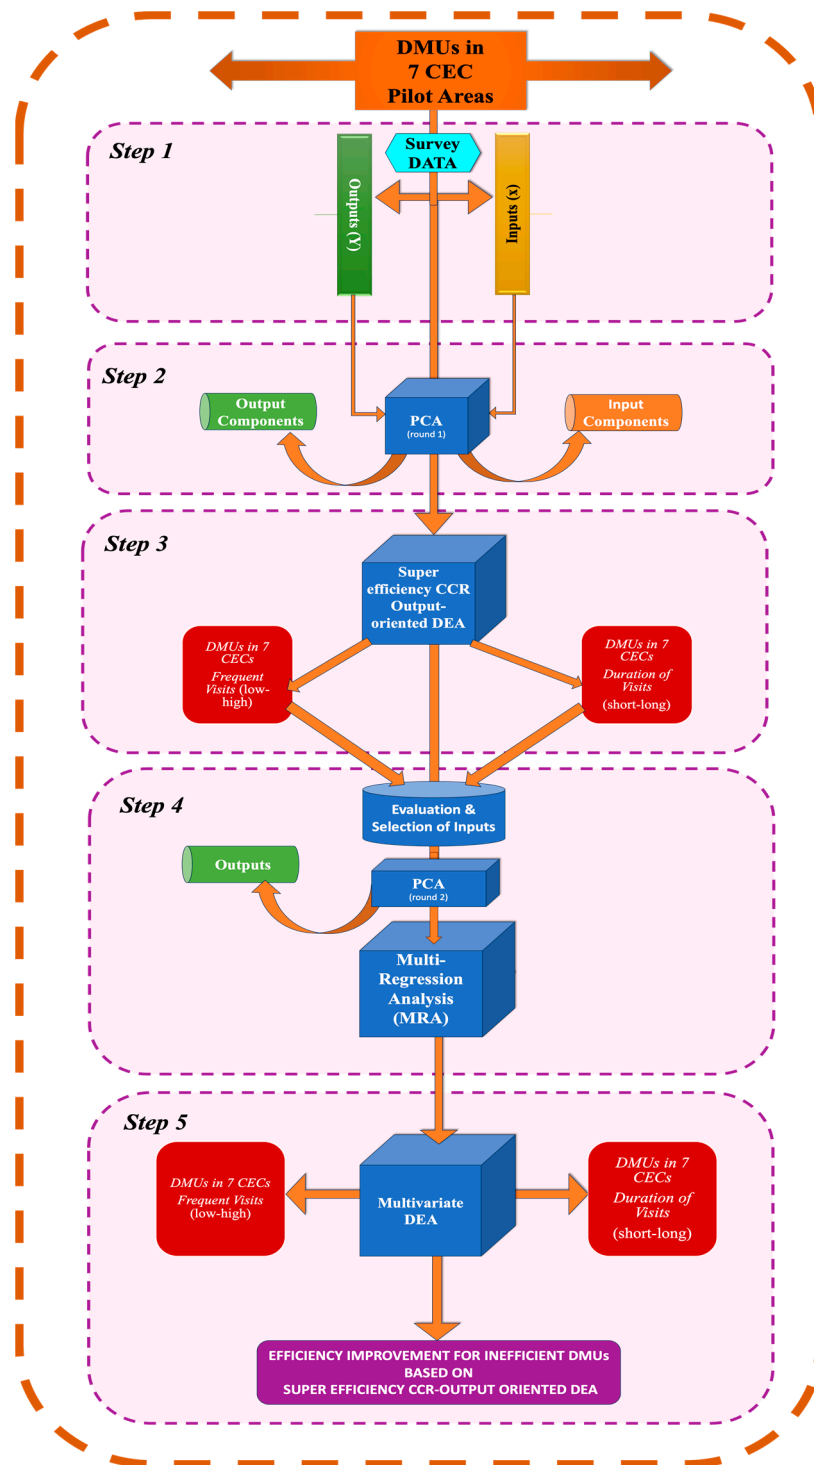 DMUs in
7 CEC
Pilot Areas
Step 1
Survey
DATA
Outputs (Y)
Inputs (x)
Step 2
Output
Components
PCA
(round 1)
Input
Components
Step 3
Super
efficiency CCR
Output-
oriented DEA
DMUs in 7
CECs
Frequent
Visits (low-
high)
DMUs in 7
CECs
Duration of
Visits
(short-long)
Step 4
Evaluation &
Selection of Inputs
Outputs
PCA
(round 2)
Multi-
Regression
Analysis
(MRA)
Step 5
DMUs in 7 CECs
Frequent Visits
(low-high)
Multivariate
DEA
DMUs in 7
CECs
Duration of
Visits
(short-long)
EFFICIENCY IMPROVEMENT FOR INEFFICIENT DMUs
BASED ON
SUPER EFFICIENCY CCR-OUTPUT ORIENTED DEA